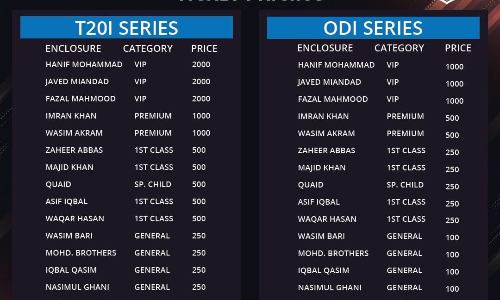 T20I SERIES
ENCLOSURE CATEGORY PRICE
HANIF MOHAMMAD VIP 2000
JAVED MIANDAD VIP 2000
FAZAL MAHMOOD VIP 2000
IMRAN KHAN PREMIUM 1000
WASIM AKRAM PREMIUM 1000
ZAHEER ABBAS 1ST CLASS 500
MAJID KHAN 1ST CLASS 500
QUAID SP. CHILD 500
ASIF IQBAL 1ST CLASS 500
WAQAR HASAN 1ST CLASS 500
WASIM BARI GENERAL 250
MOHD. BROTHERS GENERAL 250
IQBAL QASIM GENERAL 250
NASIMUL GHANI GENERAL 250
ODI SERIES
ENCLOSURE CATEGORY PRICE
HANIF MOHAMMAD VIP 1000
JAVED MIANDAD VIP 1000
FAZAL MAHMOOD VIP 1000
IMRAN KHAN PREMIUM 500
WASIM AKRAM PREMIUM 500
ZAHEER ABBAS 1ST CLASS 250
MAJID KHAN 1ST CLASS 250
QUAID SP. CHILD 250
ASIF IQBAL 1ST CLASS 250
WAQAR HASAN 1ST CLASS 250
WASIM BARI GENERAL 100
MOHD. BROTHERS GENERAL 100
IQBAL QASIM GENERAL 100
NASIMUL GHANI GENERAL 100